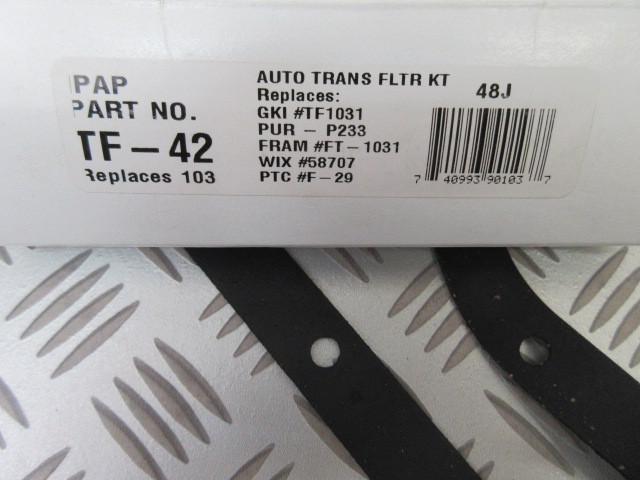 IPAP
PART NO.
TF-42
Replaces 103
AUTO TRANS FLTR KT
Replaces:
GKI #TF1031
PUR - P233
FRAM #FT-1031
WIX #58707
PTC #F-29
48J
7 40993 90103 7